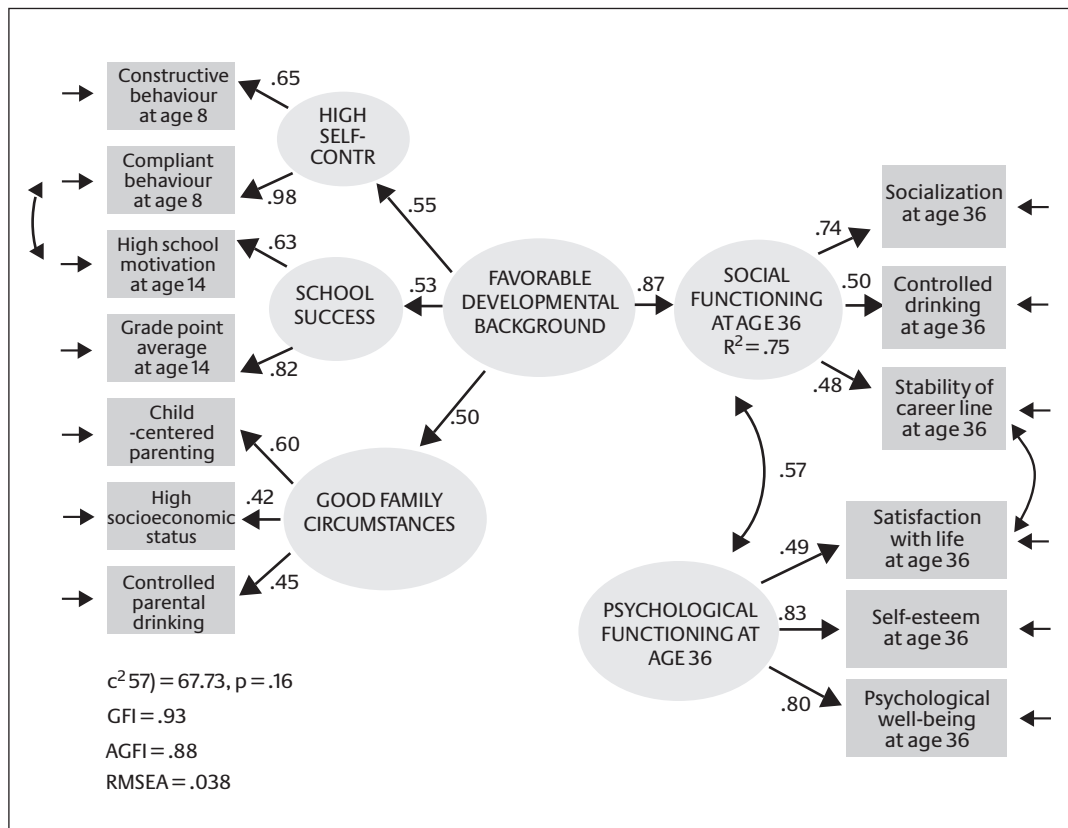 Constructive
behaviour
at age 8
.65
HIGH
SELF-
CONTR
Compliant
behaviour
at age 8
.98
.55
High school
motivation
at age 14
.63
SCHOOL
SUCCESS
.53
Grade point
average
at age 14
.82
FAVORABLE
DEVELOPMENTAL
BACKGROUND
.87
SOCIAL
FUNCTIONING
AT AGE 36
R² = .75
.74
Socialization
at age 36
.50
Controlled
drinking
at age 36
.48
Stability of
career line
at age 36
Child
-centered
parenting
.60
.50
High
socioeconomic
status
.42
GOOD FAMILY
CIRCUMSTANCES
Controlled
parental
drinking
.45
.57
PSYCHOLOGICAL
FUNCTIONING AT
AGE 36
.49
Satisfaction
with life
at age 36
.83
Self-esteem
at age 36
.80
Psychological
well-being
at age 36
c² 57) = 67.73, p = .16
GFI = .93
AGFI = .88
RMSEA = .038